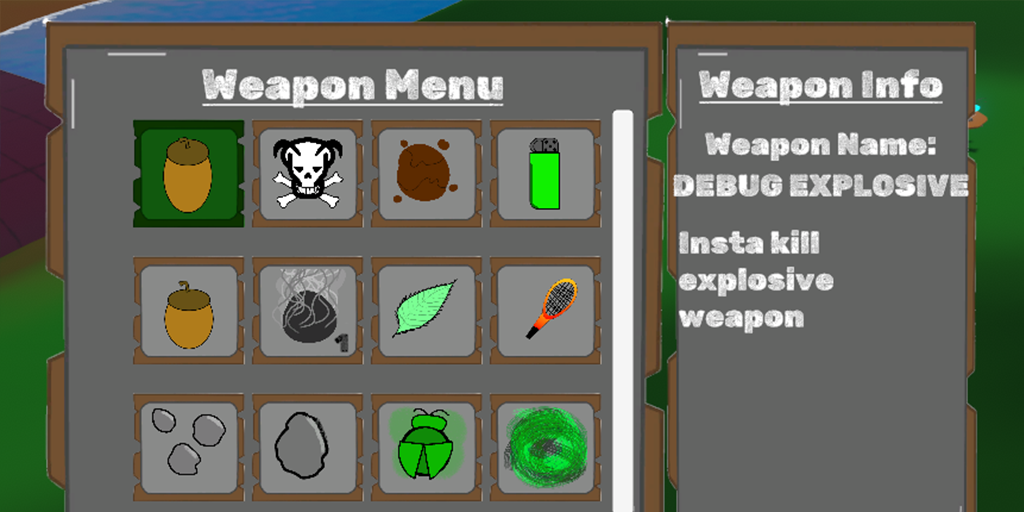 Weapon Menu
1
Weapon Info
Weapon Name:
DEBUG EXPLOSIVE
Insta kill
explosive
weapon